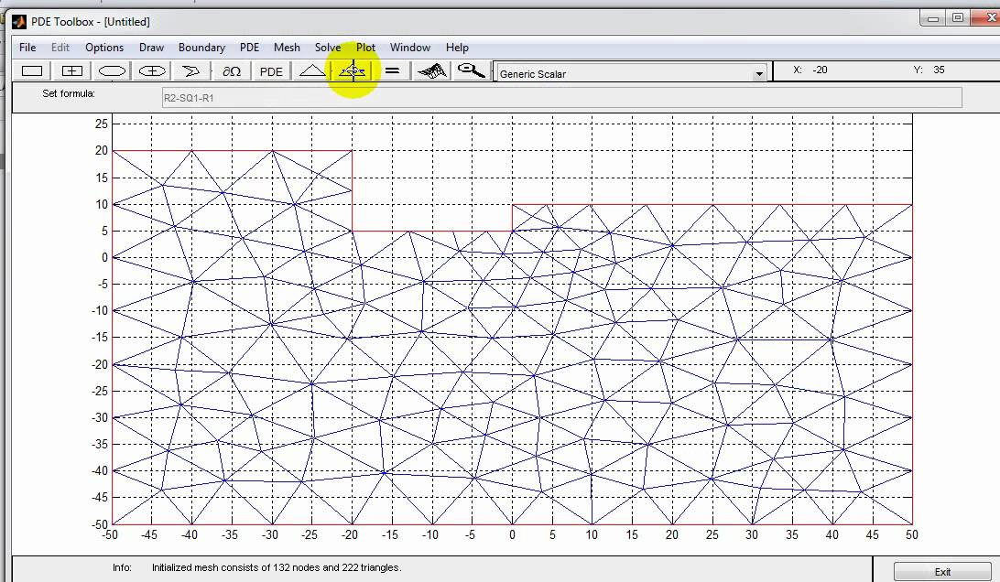 PDE Toolbox - [Untitled]
File Edit Options Draw Boundary PDE Mesh Solve Plot Window Help
∂Ω PDE = Generic Scalar X: -20 Y: 35
Set formula: R2-SQ1-R1
25
20
15
10
5
0
-5
-10
-15
-20
-25
-30
-35
-40
-45
-50
-50 -45 -40 -35 -30 -25 -20 -15 -10 -5 0 5 10 15 20 25 30 35 40 45 50
Info: Initialized mesh consists of 132 nodes and 222 triangles.
Exit